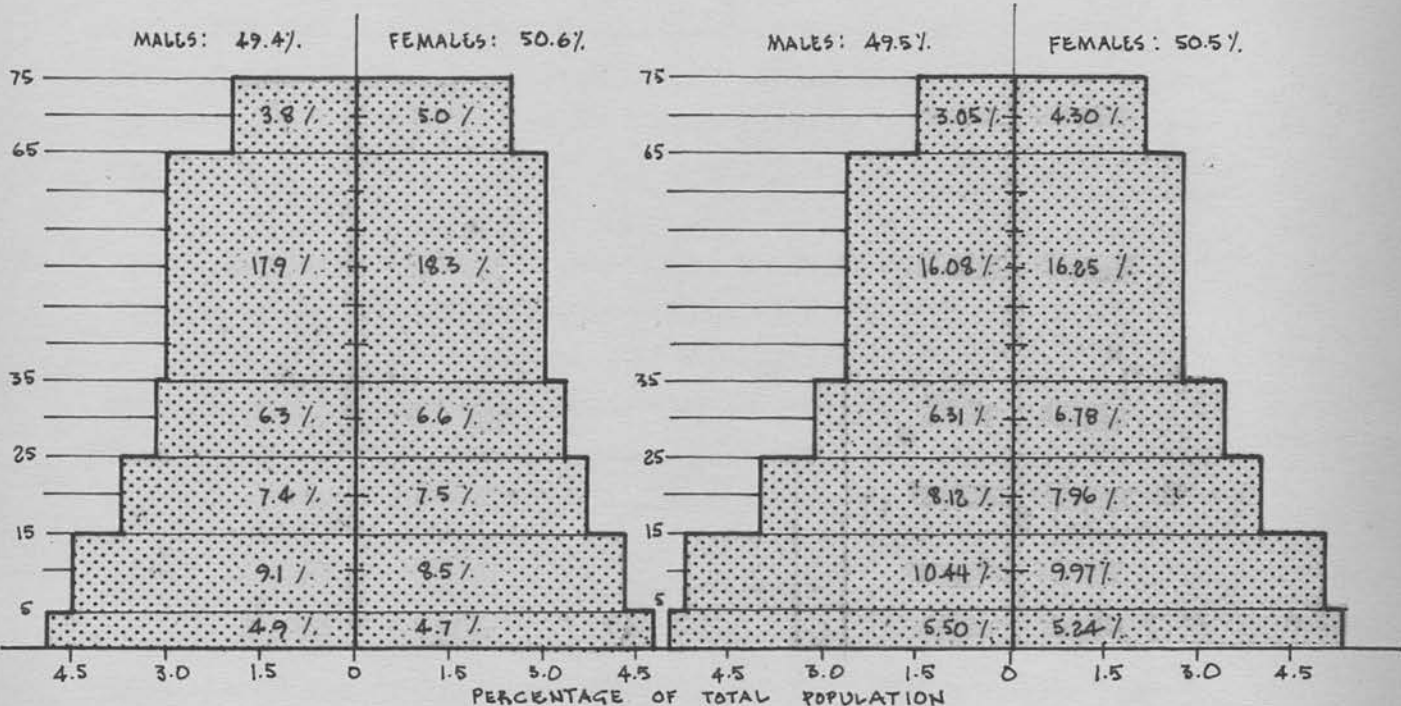 MALES: 49.4%. FEMALES: 50.6%. MALES: 49.5%. FEMALES: 50.5%.
75 75
3.8 %. 5.0 %. 3.05% 4.30 %.
65 65
17.9 %. 18.3 %. 16.08% 16.25 %.
35 35
6.3 %. 6.6 %. 6.31% 6.78 %.
25 25
7.4 %. 7.5 %. 8.12% 7.96 %.
15 15
9.1 %. 8.5 %. 10.44 %. 9.97%.
5 5
4.9 %. 4.7 %. 5.50 %. 5.24%.
4.5 3.0 1.5 0 1.5 3.0 4.5 4.5 3.0 1.5 0 1.5 3.0 4.5
PERCENTAGE OF TOTAL POPULATION